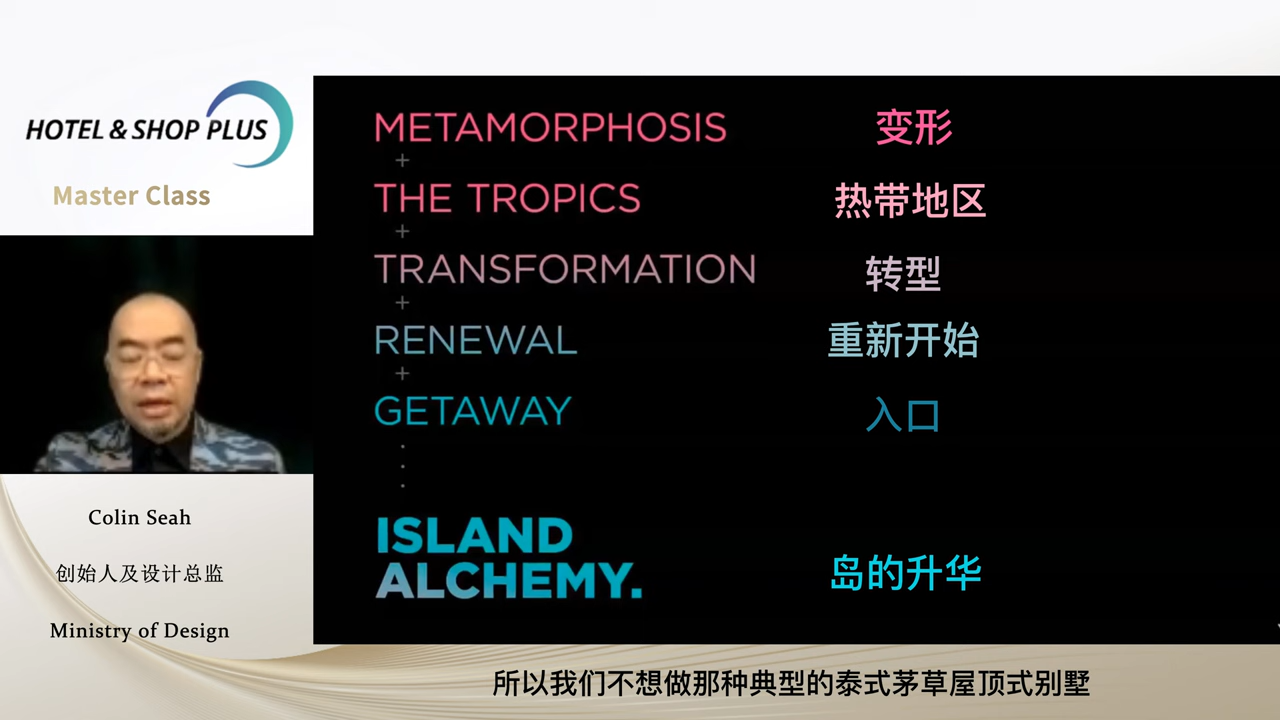 HOTEL & SHOP PLUS
Master Class
METAMORPHOSIS 变形
+
THE TROPICS 热带地区
+
TRANSFORMATION 转型
+
RENEWAL 重新开始
+
GETAWAY 入口
.
.
.
ISLAND
ALCHEMY. 岛的升华
Colin Seah
创始人及设计总监
Ministry of Design
所以我们不想做那种典型的泰式茅草屋顶式别墅